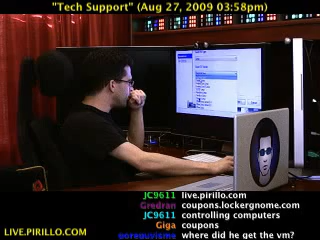 "Tech Support" (Aug 27, 2009 03:58pm)
JC9611 live.pirillo.com
Gredran coupons.lockergnome.com
JC9611 controlling computers
Giga coupons
where did he get the vm?
LIVE.PIRILLO.COM